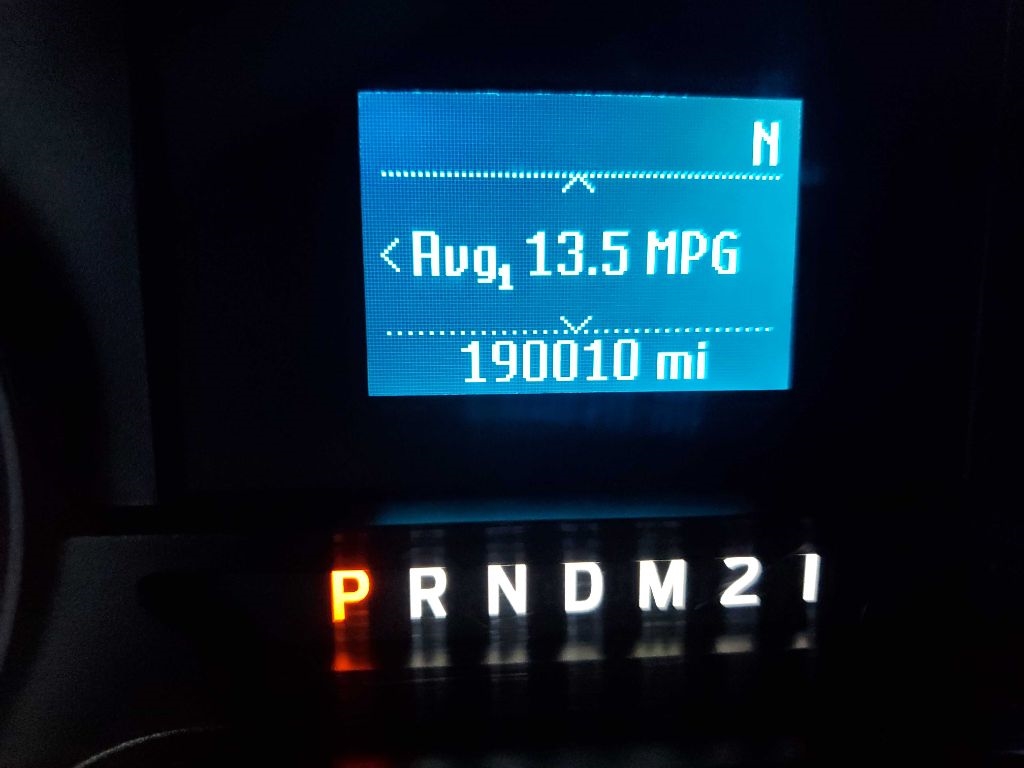 N
<Avg1 13.5 MPG
190010 mi
P R N D M 2 1